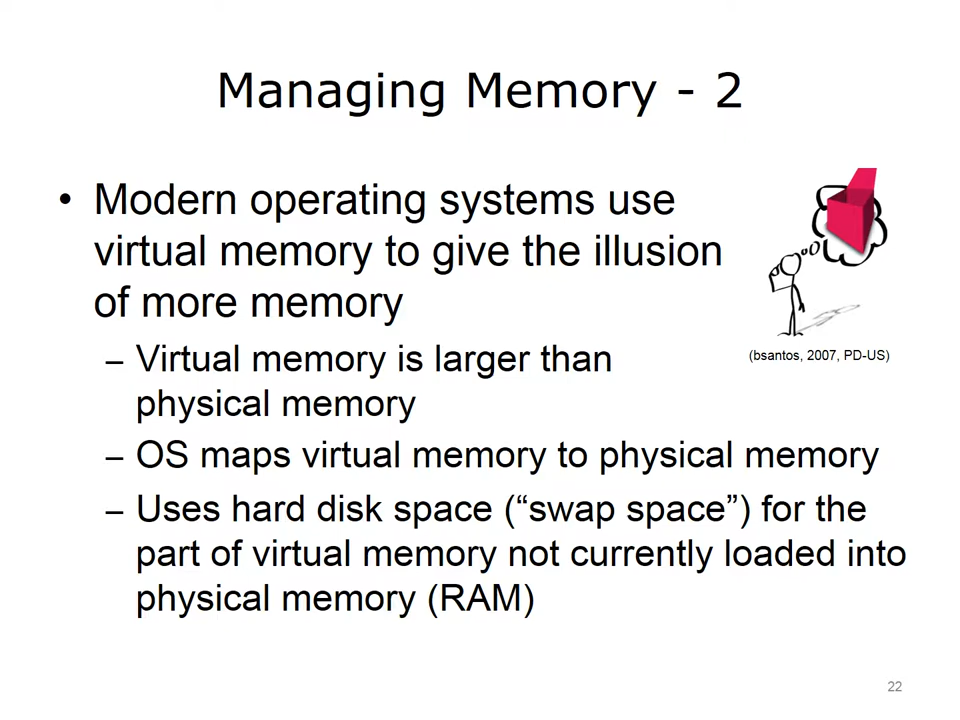 Managing Memory - 2
• Modern operating systems use
virtual memory to give the illusion
of more memory
– Virtual memory is larger than
physical memory
(bsantos, 2007, PD-US)
– OS maps virtual memory to physical memory
– Uses hard disk space (“swap space”) for the
part of virtual memory not currently loaded into
physical memory (RAM)
22